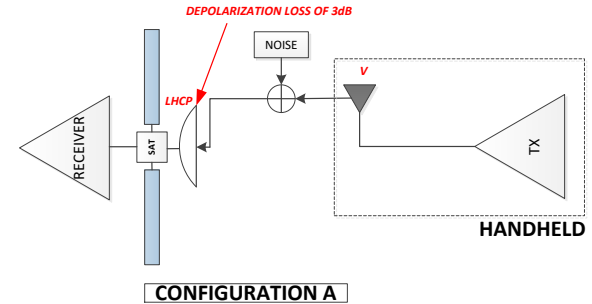 DEPOLARIZATION LOSS OF 3dB
NOISE
V
LHCP
RECEIVER
SAT
TX
HANDHELD
CONFIGURATION A